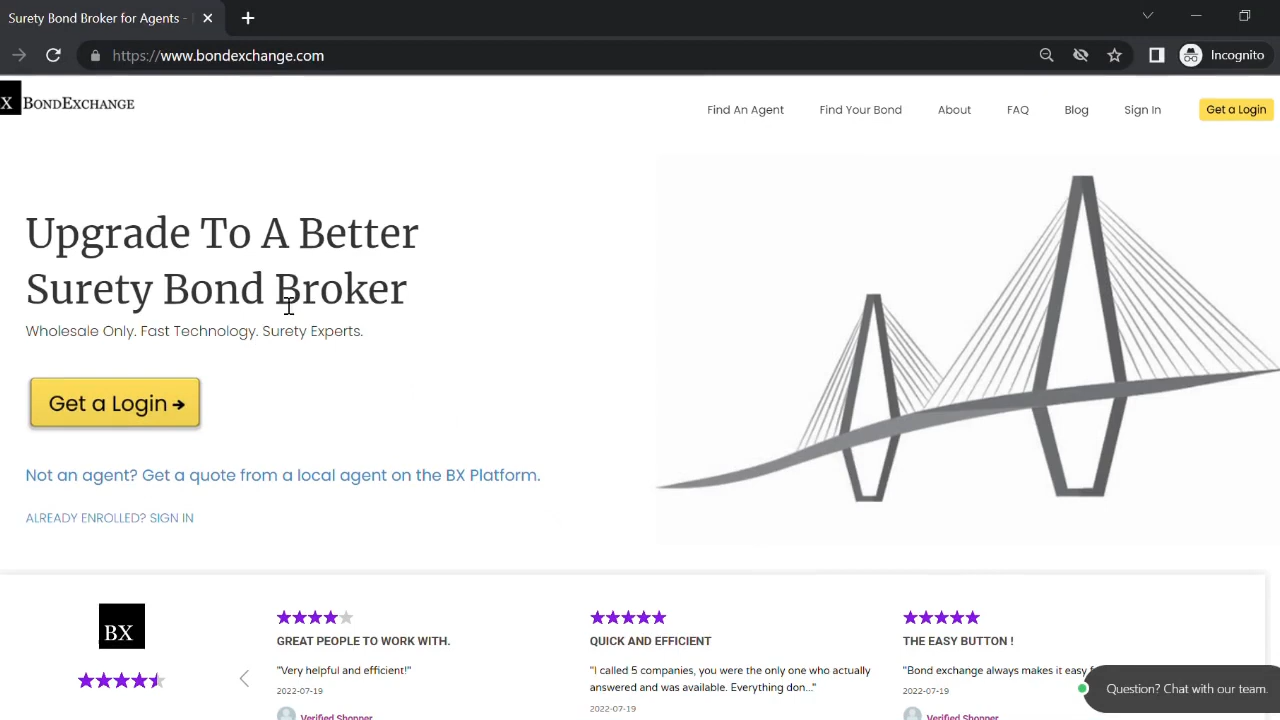 Surety Bond Broker for Agents -
https://www.bondexchange.com
Incognito
X BONDEXCHANGE
Find An Agent
Find Your Bond
About
FAQ
Blog
Sign In
Get a Login
Upgrade To A Better
Surety Bond Broker
Wholesale Only. Fast Technology. Surety Experts.
Get a Login →
Not an agent? Get a quote from a local agent on the BX Platform.
ALREADY ENROLLED? SIGN IN
BX
GREAT PEOPLE TO WORK WITH.
"Very helpful and efficient!"
2022-07-19
Verified Shopper
QUICK AND EFFICIENT
"I called 5 companies, you were the only one who actually
answered and was available. Everything don..."
2022-07-19
THE EASY BUTTON !
"Bond exchange always makes it easy
2022-07-19
Verified Shopper
Question? Chat with our team.